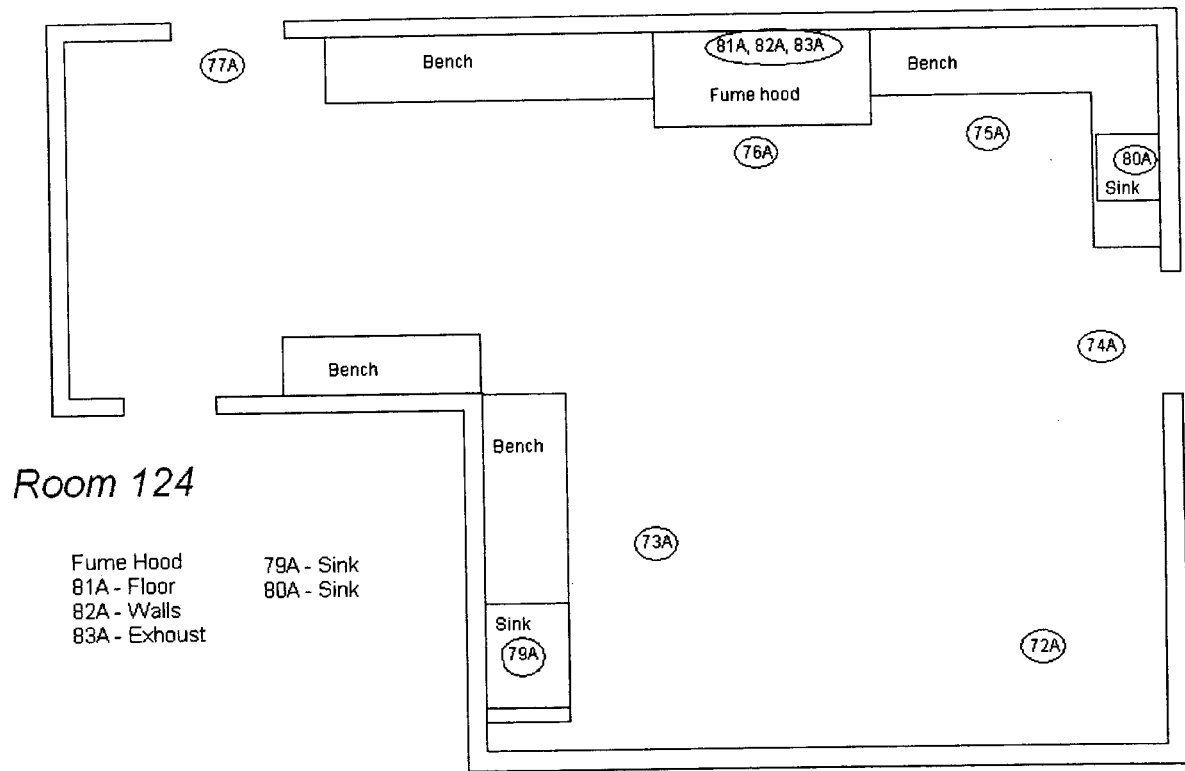 77A
Bench
81A, 82A, 83A
Fume hood
Bench
76A
75A
80A
Sink
74A
Bench
Bench
Room 124
73A
Fume Hood
81A - Floor
82A - Walls
83A - Exhoust
79A - Sink
80A - Sink
Sink
79A
72A